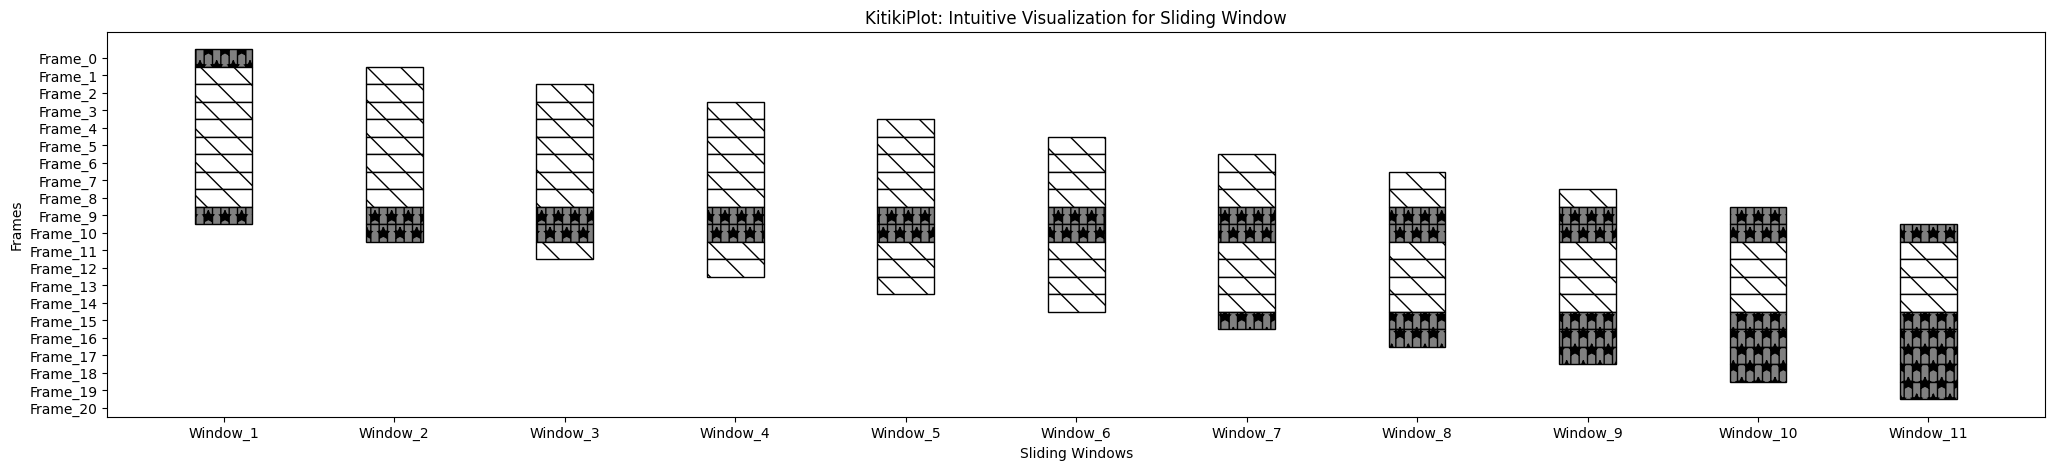 KitikiPlot: Intuitive Visualization for Sliding Window
Frames
Frame_0
Frame_1
Frame_2
Frame_3
Frame_4
Frame_5
Frame_6
Frame_7
Frame_8
Frame_9
Frame_10
Frame_11
Frame_12
Frame_13
Frame_14
Frame_15
Frame_16
Frame_17
Frame_18
Frame_19
Frame_20
Window_1 Window_2 Window_3 Window_4 Window_5 Window_6 Window_7 Window_8 Window_9 Window_10 Window_11
Sliding Windows